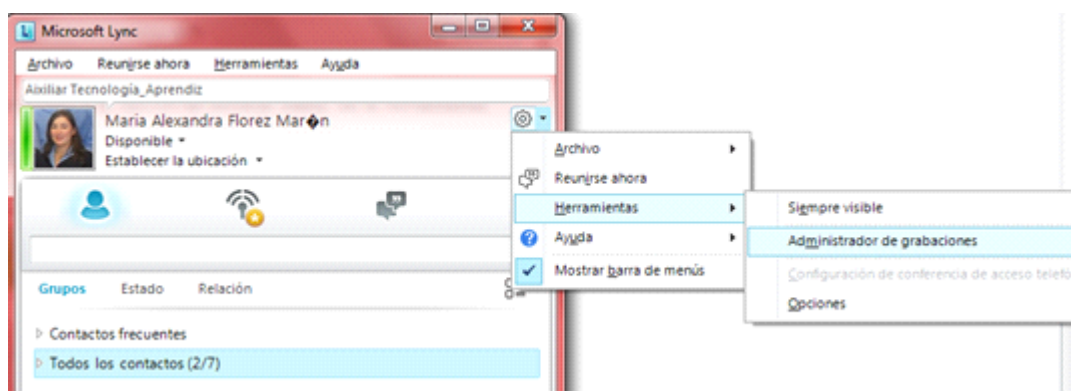 Microsoft Lync
Archivo Reunirse ahora Herramientas Ayuda
Aixiliar Tecnología_Aprendiz
Maria Alexandra Florez Mar�n
Disponible
Establecer la ubicación
Archivo
Reunirse ahora
Herramientas
Ayuda
Mostrar barra de menús
Siempre visible
Administrador de grabaciones
Configuración de conferencia de acceso telefó
Opciones
Grupos Estado Relación
Contactos frecuentes
Todos los contactos (2/7)